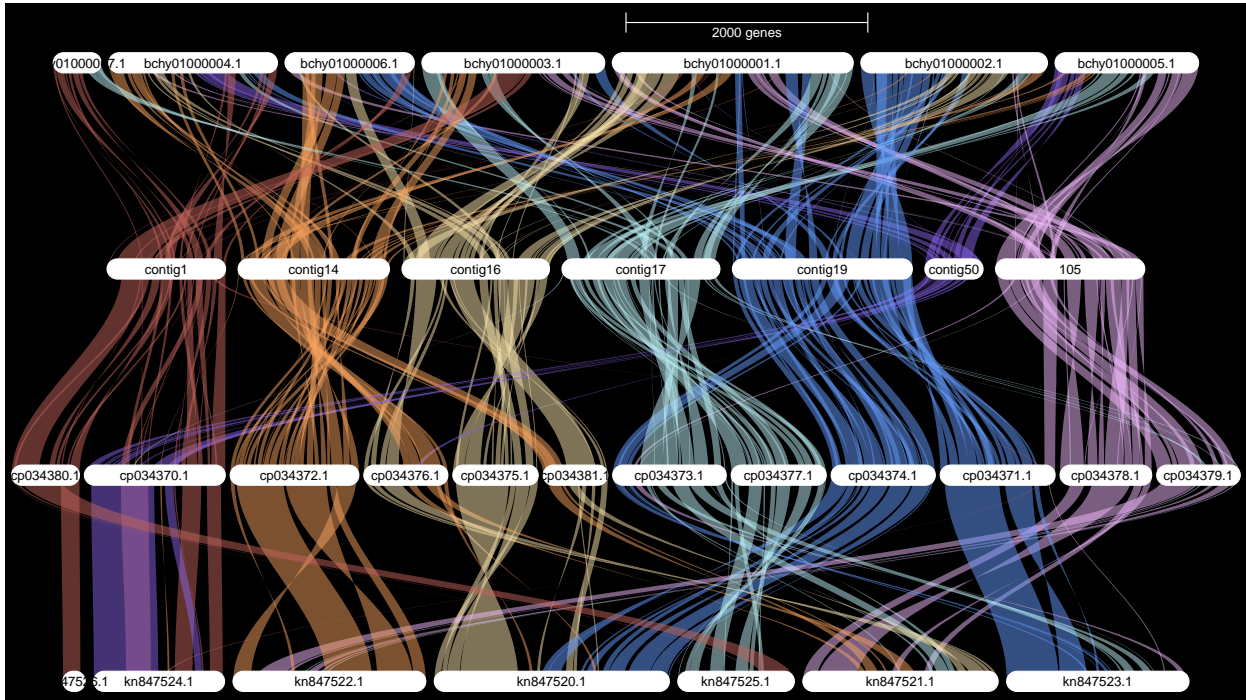 2000 genes
bchy01000004.1 bchy01000006.1 bchy01000003.1 bchy01000001.1 bchy01000002.1 bchy01000005.1
contig1 contig14 contig16 contig17 contig19 contig50 105
cp034380.1 cp034370.1 cp034372.1 cp034376.1 cp034375.1 cp034381.1 cp034373.1 cp034377.1 cp034374.1 cp034371.1 cp034378.1 cp034379.1
kn847524.1 kn847522.1 kn847520.1 kn847525.1 kn847521.1 kn847523.1